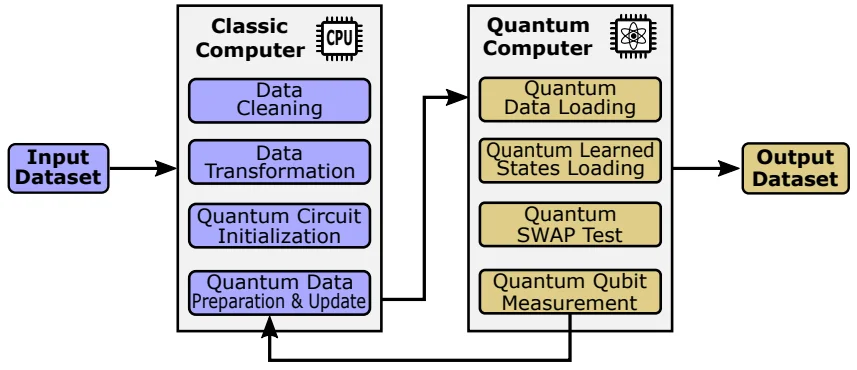 Input
Dataset
Classic
Computer
CPU
Data
Cleaning
Data
Transformation
Quantum Circuit
Initialization
Quantum Data
Preparation & Update
Quantum
Computer
Quantum
Data Loading
Quantum Learned
States Loading
Quantum
SWAP Test
Quantum Qubit
Measurement
Output
Dataset